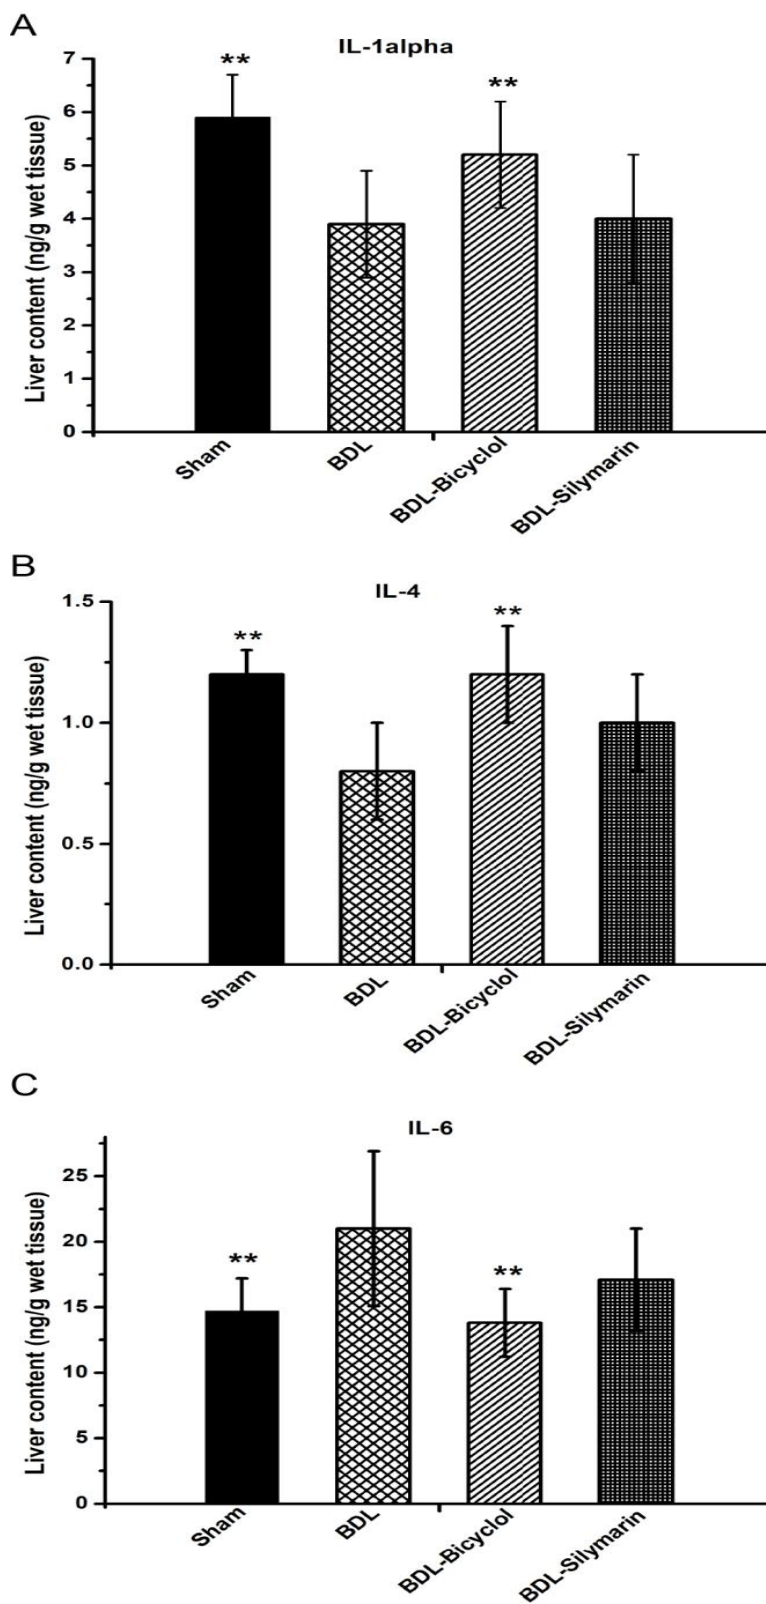 A
IL-1alpha
Liver content (ng/g wet tissue)
7
6
5
4
3
2
1
0
**
**
Sham
BDL
BDL-Bicyclol
BDL-Silymarin
B
IL-4
Liver content (ng/g wet tissue)
1.5
1.0
0.5
0.0
**
**
Sham
BDL
BDL-Bicyclol
BDL-Silymarin
C
IL-6
Liver content (ng/g wet tissue)
25
20
15
10
5
0
**
**
Sham
BDL
BDL-Bicyclol
BDL-Silymarin